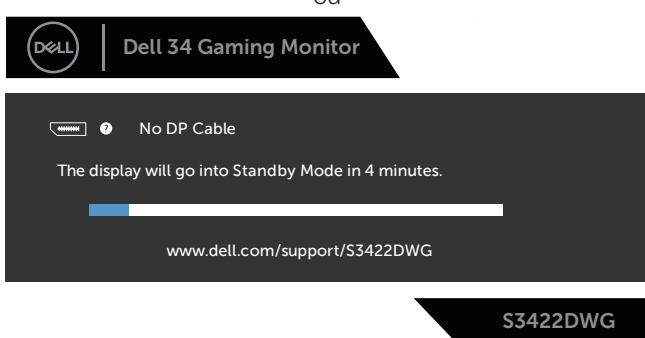 ou
DELL
Dell 34 Gaming Monitor
? No DP Cable
The display will go into Standby Mode in 4 minutes.
www.dell.com/support/S3422DWG
S3422DWG